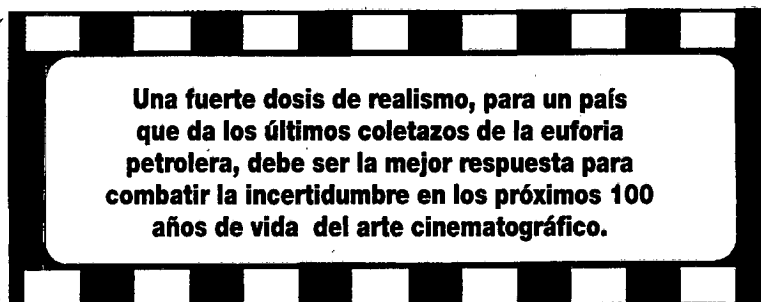 Una fuerte dosis de realismo, para un país
que da los últimos coletazos de la euforia
petrolera, debe ser la mejor respuesta para
combatir la incertidumbre en los próximos 100
años de vida del arte cinematográfico.